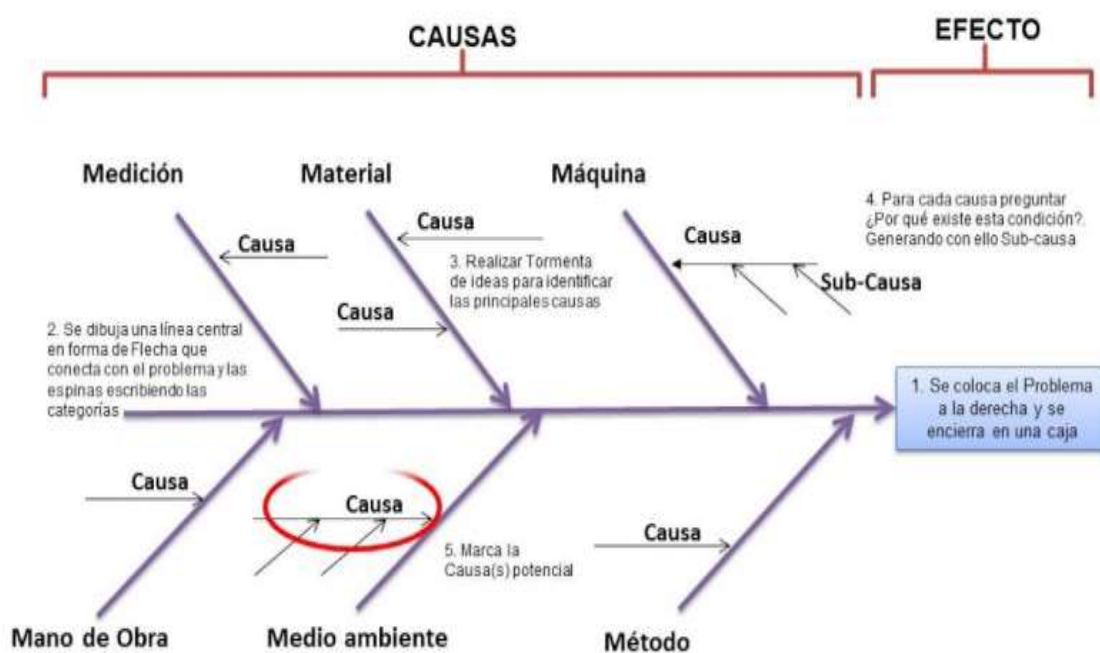 CAUSAS
EFECTO
Medición
Material
Máquina
Causa
Causa
Causa
Causa
Sub-Causa
4. Para cada causa preguntar
¿Por qué existe esta condición?.
Generando con ello Sub-causa
3. Realizar Tormenta
de ideas para identificar
las principales causas
2. Se dibuja una línea central
en forma de Flecha que
conecta con el problema y las
espinas escribiendo las
categorías
1. Se coloca el Problema
a la derecha y se
encierra en una caja
Causa
Causa
Causa
5. Marca la
Causa(s) potencial
Mano de Obra
Medio ambiente
Método